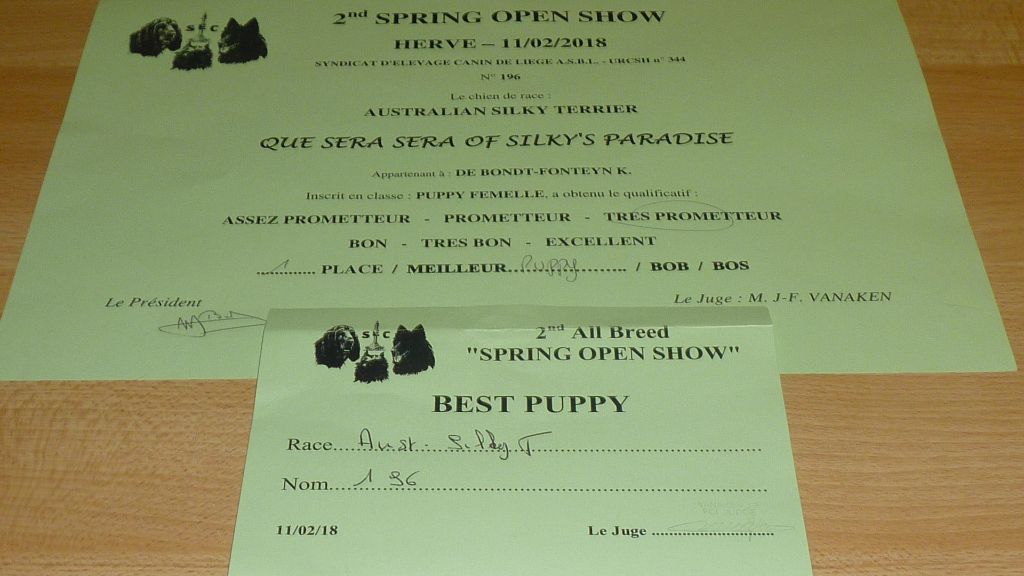 SEC
2nd SPRING OPEN SHOW
HERVE – 11/02/2018
SYNDICAT D'ELEVAGE CANIN DE LIEGE A.S.B.L. - URCSH n° 344
N° 196
Le chien de race :
AUSTRALIAN SILKY TERRIER
QUE SERA SERA OF SILKY'S PARADISE
Appartenant à : DE BONDT-FONTEYN K.
Inscrit en classe : PUPPY FEMELLE, a obtenu le qualificatif :
ASSEZ PROMETTEUR - PROMETTEUR - TRES PROMETTEUR
BON - TRES BON - EXCELLENT
...1...... PLACE / MEILLEUR...Puppy........... / BOB / BOS
Le Président
Le Juge : M. J-F. VANAKEN
SEC
2nd All Breed
"SPRING OPEN SHOW"
BEST PUPPY
Race....Aust. Silky T..............................
Nom....1 96..................................................
11/02/18
Le Juge ............................